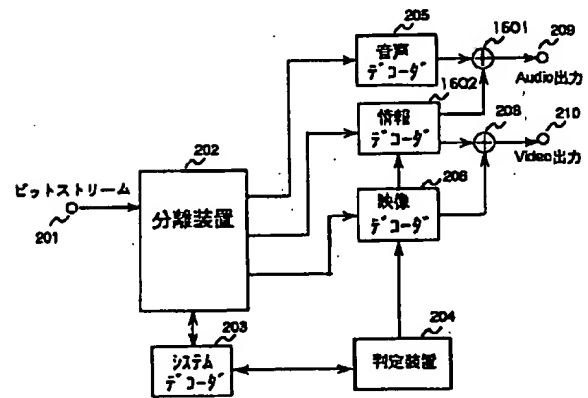 205
1601
209
音声
デコーダ
Audio出力
1602
情報
デコーダ
208
210
Video出力
202
ビットストリーム
201
分離装置
206
映像
デコーダ
203
システム
デコーダ
204
判定装置